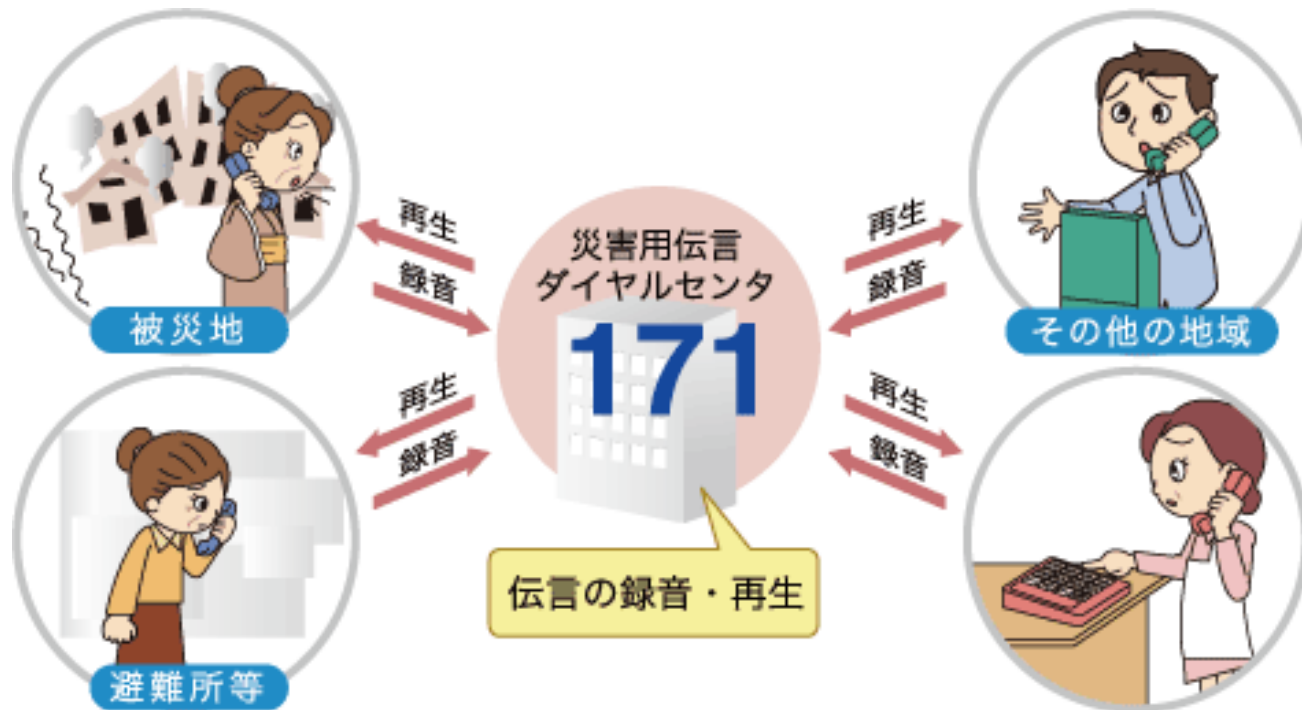 再生
録音
被災地
災害用伝言
ダイヤルセンタ
171
再生
録音
その他の地域
再生
録音
避難所等
伝言の録音・再生
再生
録音